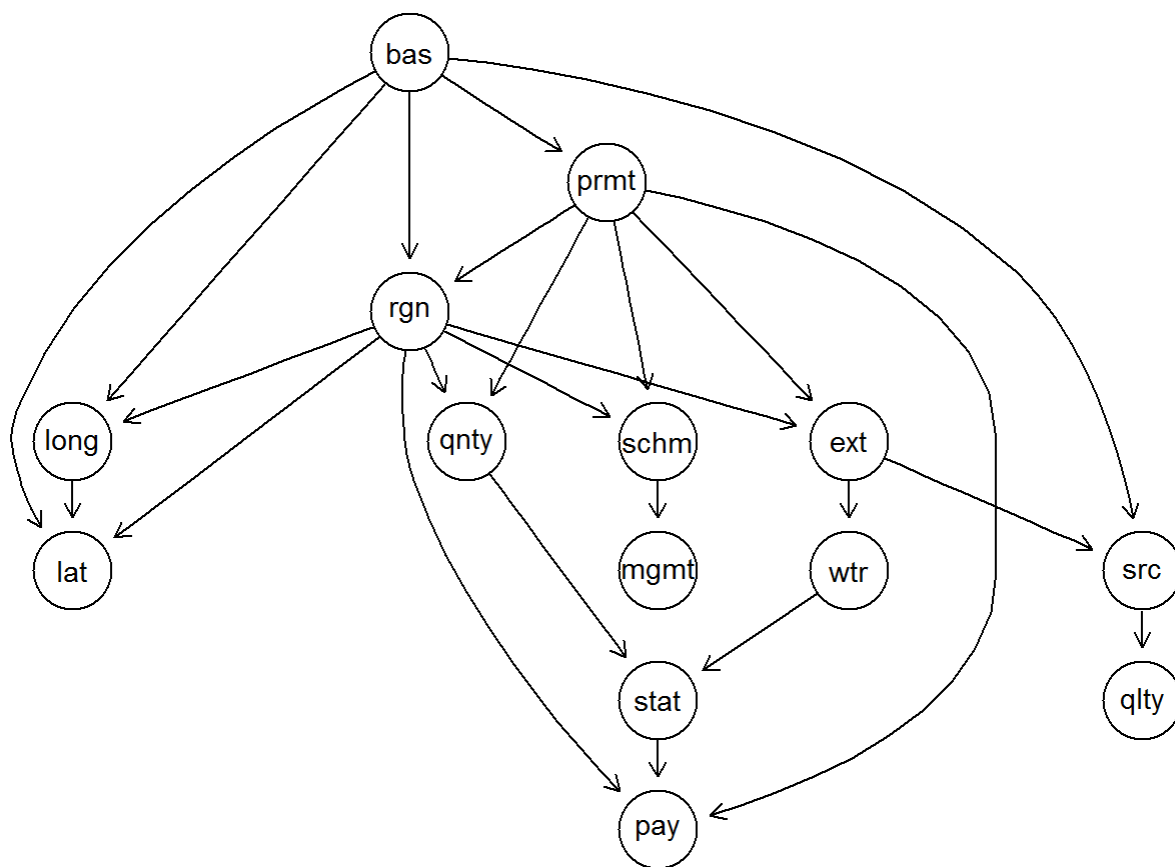 bas
prmt
rgn
long
qnty
schm
ext
lat
mgmt
wtr
src
stat
qlty
pay